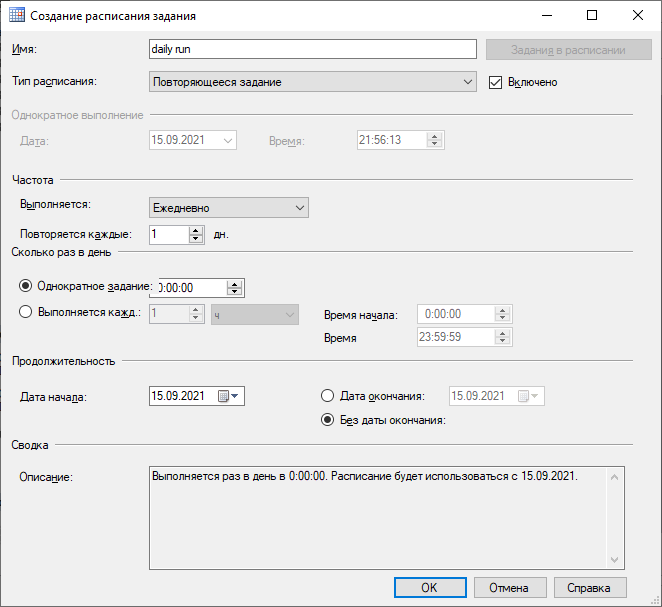 Создание расписания задания
Имя: daily run Задания в расписании
Тип расписания: Повторяющееся задание Включено
Однократное выполнение
Дата: 15.09.2021 Время: 21:56:13
Частота
Выполняется: Ежедневно
Повторяется каждые: 1 дн.
Сколько раз в день
Однократное задание: 0:00:00
Выполняется кажд.: 1 ч Время начала: 0:00:00
Время 23:59:59
Продолжительность
Дата начала: 15.09.2021 Дата окончания: 15.09.2021
Без даты окончания:
Сводка
Описание: Выполняется раз в день в 0:00:00. Расписание будет использоваться с 15.09.2021.
OK Отмена Справка